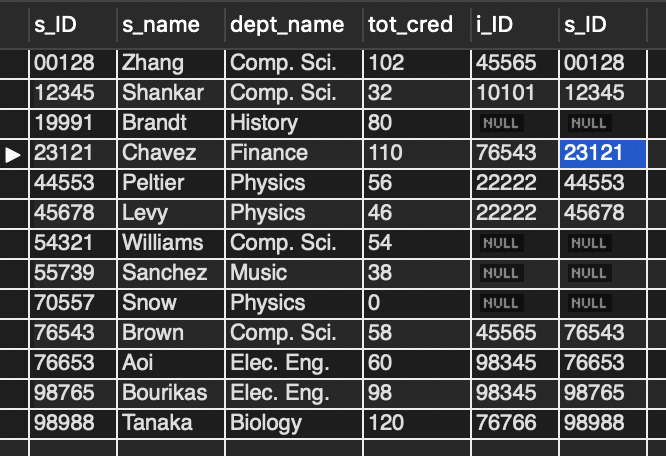 s_ID s_name dept_name tot_cred i_ID s_ID
00128 Zhang Comp. Sci. 102 45565 00128
12345 Shankar Comp. Sci. 32 10101 12345
19991 Brandt History 80 NULL NULL
23121 Chavez Finance 110 76543 23121
44553 Peltier Physics 56 22222 44553
45678 Levy Physics 46 22222 45678
54321 Williams Comp. Sci. 54 NULL NULL
55739 Sanchez Music 38 NULL NULL
70557 Snow Physics 0 NULL NULL
76543 Brown Comp. Sci. 58 45565 76543
76653 Aoi Elec. Eng. 60 98345 76653
98765 Bourikas Elec. Eng. 98 98345 98765
98988 Tanaka Biology 120 76766 98988